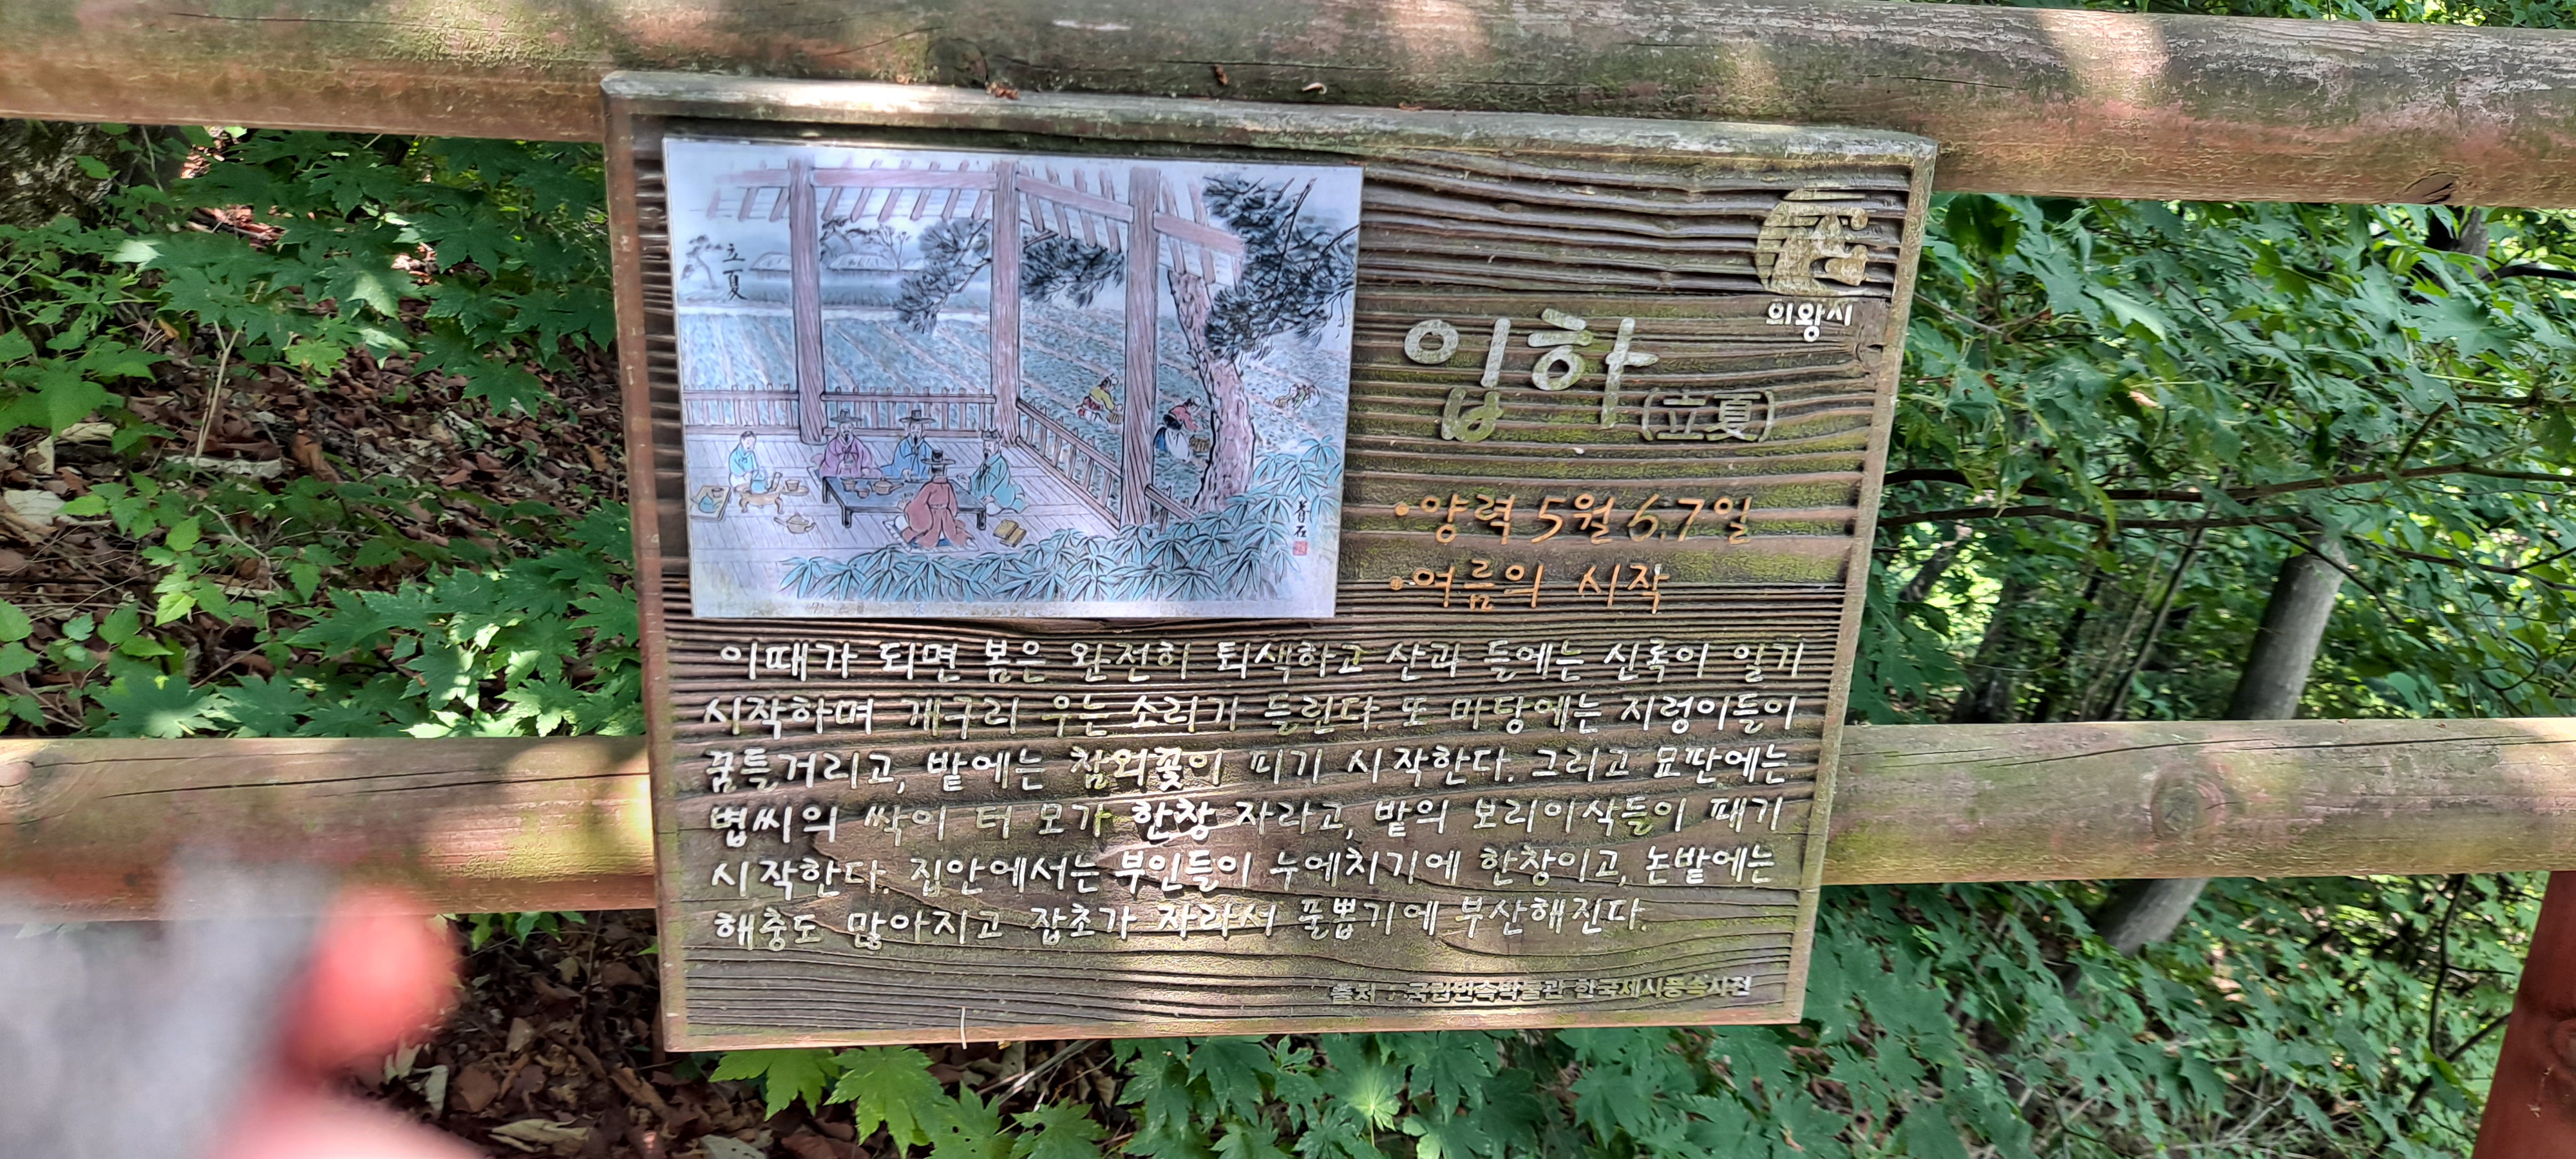 立夏
의왕시
입하(立夏)
•양력 5월 6.7일
•여름의 시작
이때가 되면 봄은 완전히 퇴색하고 산과 들에는 신록이 일기
시작하며 개구리 우는 소리가 들린다. 또 마당에는 지렁이들이
꿈틀거리고, 밭에는 참외꽃이 피기 시작한다. 그리고 묘판에는
볍씨의 싹이 터 모가 한창 자라고, 밭의 보리이삭들이 패기
시작한다. 집안에서는 부인들이 누에치기에 한창이고, 논밭에는
해충도 많아지고 잡초가 자라서 풀뽑기에 부산해진다.
출처 : 국립민속박물관 한국세시풍속사전